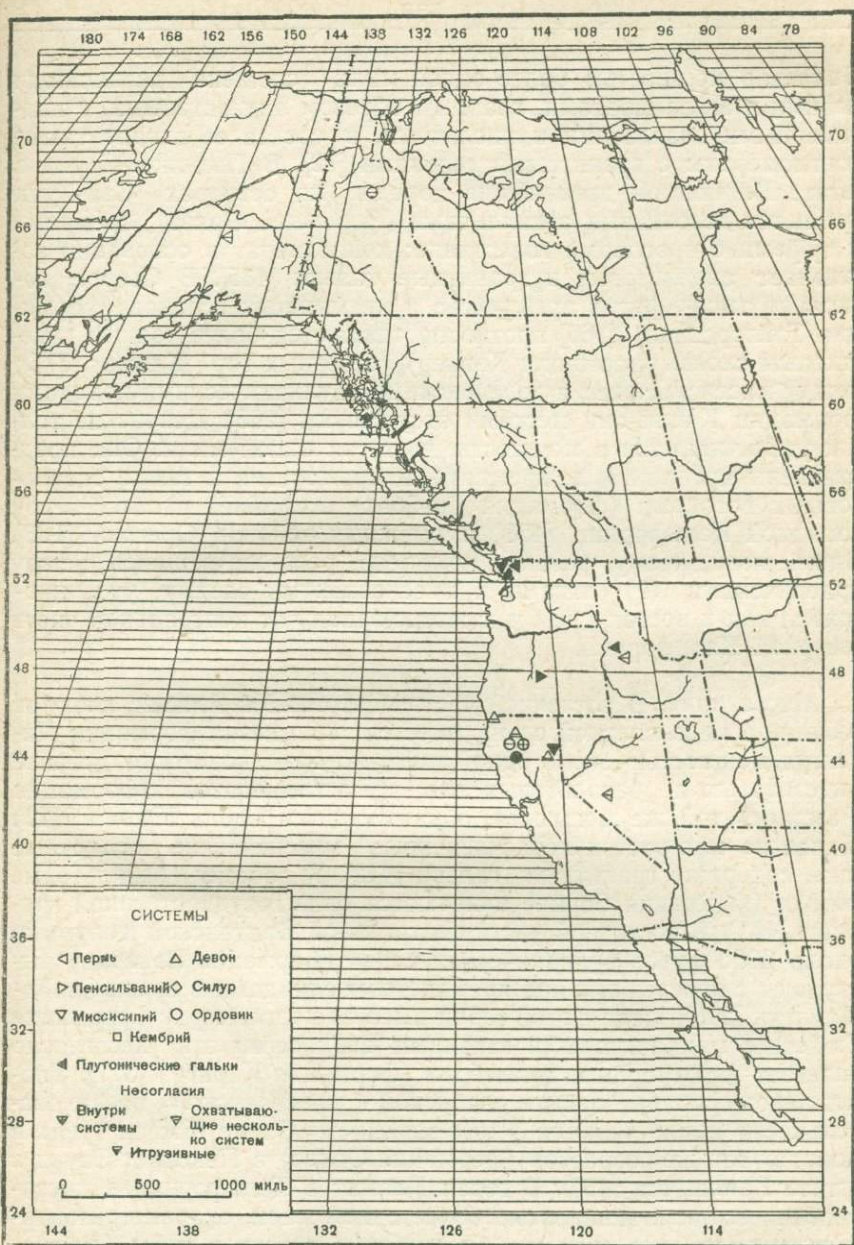 180 174 168 162 156 150 144 138 132 126 120 114 108 102 96 90 84 78
70 70
66 66
62 62
60 60
56 56
52 52
48 48
44 44
40 40
36 36
32 32
28 28
24 24
СИСТЕМЫ
Пермь Девон
Пенсильваний Силур
Миссисипий Ордовик
Кембрий
Плутонические гальки
Несогласия
Внутри Охватываю-
системы щие несколь-
ко систем
Итрузивные
0 500 1000 миль
144 138 132 126 120 114